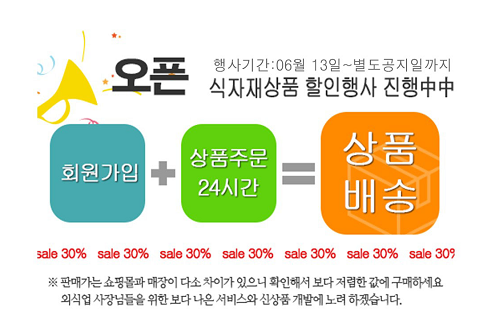 오픈
행사기간:06월 13일~별도공지일까지
식자재상품 할인행사 진행中中
회원가입
+
상품주문
24시간
=
상품
배송
sale 30% sale 30% sale 30% sale 30% sale 30% sale 30% sale 30%
※ 판매가는 쇼핑몰과 매장이 다소 차이가 있으니 확인해서 보다 저렴한 값에 구매하세요
외식업 사장님들을 위한 보다 나은 서비스와 신상품 개발에 노려 하겠습니다.